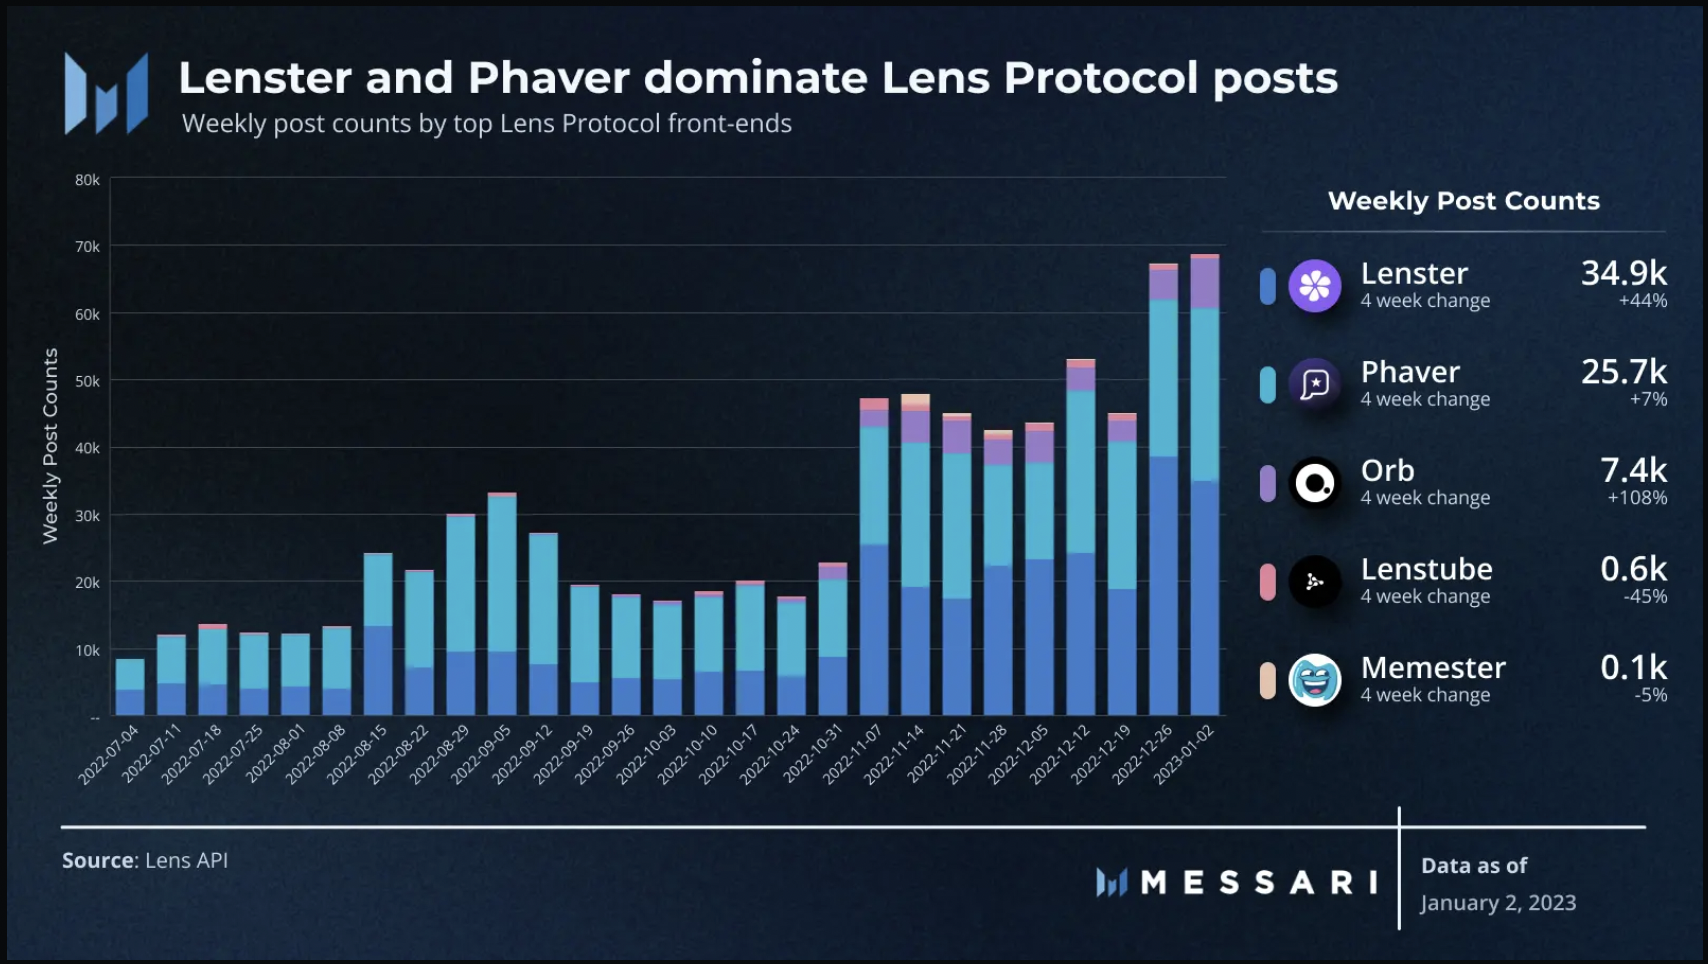 Lenster and Phaver dominate Lens Protocol posts
Weekly post counts by top Lens Protocol front-ends
Weekly Post Counts
80k
70k
60k
50k
40k
30k
20k
10k
--
2022-07-04
2022-07-11
2022-07-18
2022-07-25
2022-08-01
2022-08-08
2022-08-15
2022-08-22
2022-08-29
2022-09-05
2022-09-12
2022-09-19
2022-09-26
2022-10-03
2022-10-10
2022-10-17
2022-10-24
2022-10-31
2022-11-07
2022-11-14
2022-11-21
2022-11-28
2022-12-05
2022-12-12
2022-12-19
2022-12-26
2023-01-02
Weekly Post Counts
Lenster 34.9k
4 week change +44%
Phaver 25.7k
4 week change +7%
Orb 7.4k
4 week change +108%
Lenstube 0.6k
4 week change -45%
Memester 0.1k
4 week change -5%
Source: Lens API
MESSARI
Data as of
January 2, 2023